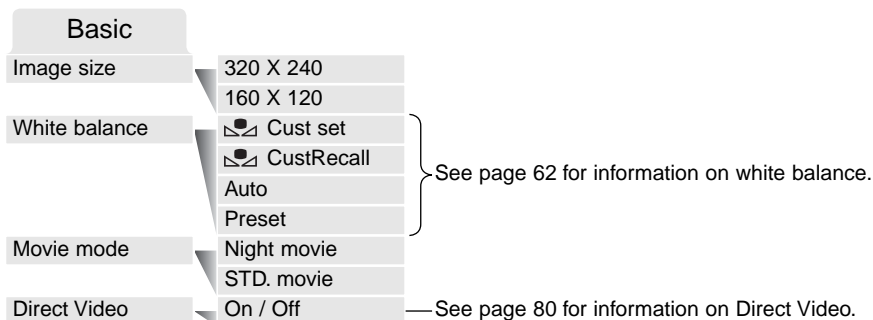 Basic
Image size 320 X 240
160 X 120
White balance Cust set
CustRecall
See page 62 for information on white balance.
Auto
Preset
Movie mode Night movie
STD. movie
Direct Video On / Off See page 80 for information on Direct Video.